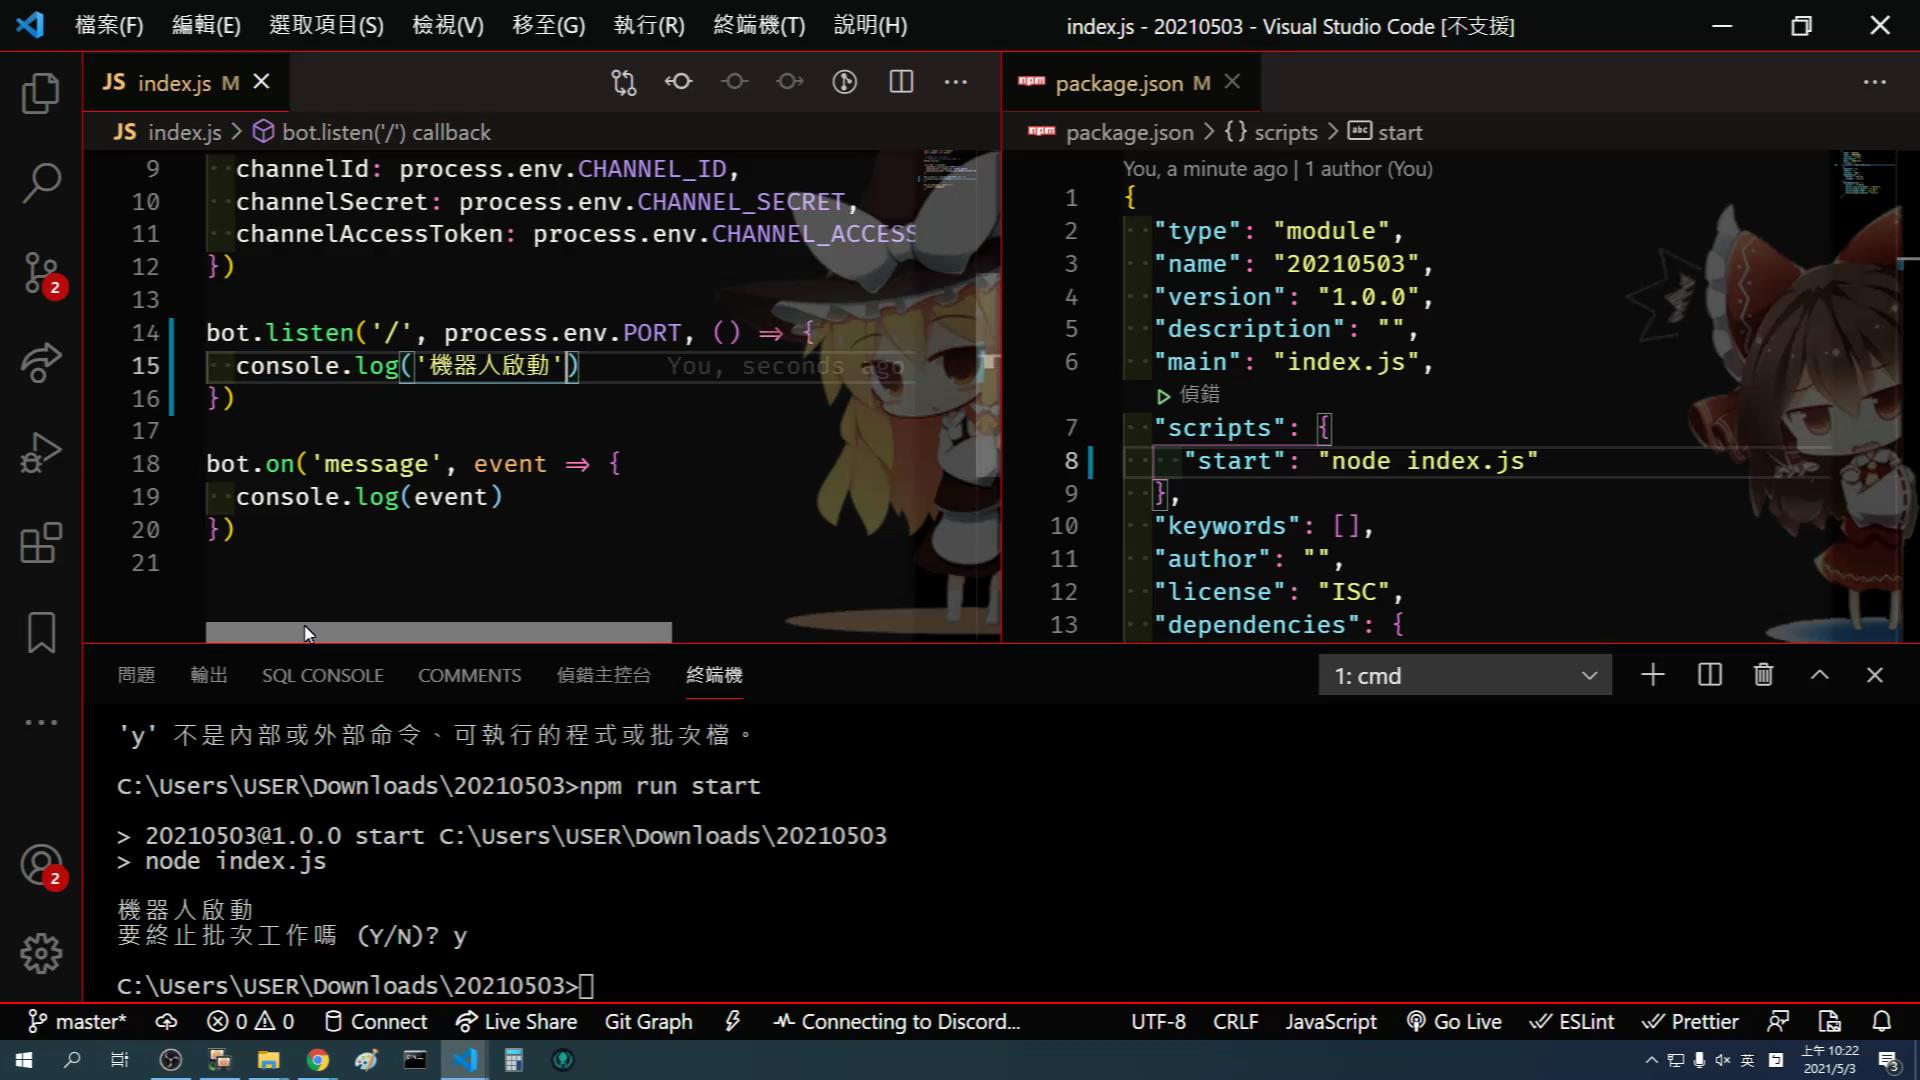 檔案(F) 編輯(E) 選取項目(S) 檢視(V) 移至(G) 執行(R) 終端機(T) 說明(H) index.js - 20210503 - Visual Studio Code [不支援]
JS index.js M
JS index.js > bot.listen('/') callback
9 channelId: process.env.CHANNEL_ID,
10 channelSecret: process.env.CHANNEL_SECRET,
11 channelAccessToken: process.env.CHANNEL_ACCESS
12 })
13
14 bot.listen('/', process.env.PORT, () => {
15 console.log('機器人啟動') You, seconds ago
16 })
17
18 bot.on('message', event => {
19 console.log(event)
20 })
21
npm package.json M
npm package.json > {} scripts > abc start
You, a minute ago | 1 author (You)
1 {
2 "type": "module",
3 "name": "20210503",
4 "version": "1.0.0",
5 "description": "",
6 "main": "index.js",
偵錯
7 "scripts": {
8 "start": "node index.js"
9 },
10 "keywords": [],
11 "author": "",
12 "license": "ISC",
13 "dependencies": {
2
2
問題 輸出 SQL CONSOLE COMMENTS 偵錯主控台 終端機 1: cmd
'y' 不是內部或外部命令、可執行的程式或批次檔。
C:\Users\USER\Downloads\20210503>npm run start
> 20210503@1.0.0 start C:\Users\USER\Downloads\20210503
> node index.js
機器人啟動
要終止批次工作嗎 (Y/N)? y
C:\Users\USER\Downloads\20210503>
master* 0 0 Connect Live Share Git Graph Connecting to Discord... UTF-8 CRLF JavaScript Go Live ESLint Prettier
英 上午 10:22
2021/5/3 3